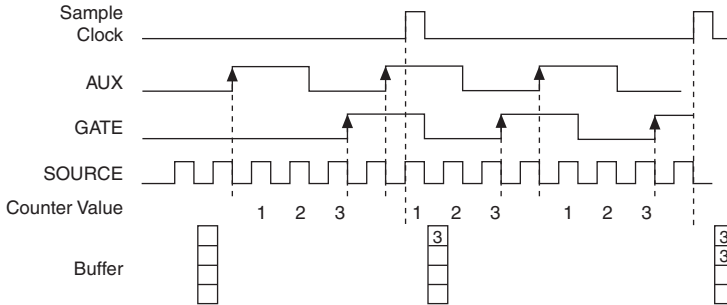 Sample
Clock
AUX
GATE
SOURCE
Counter Value 1 2 3 1 2 3 1 2 3
Buffer 3 3
3